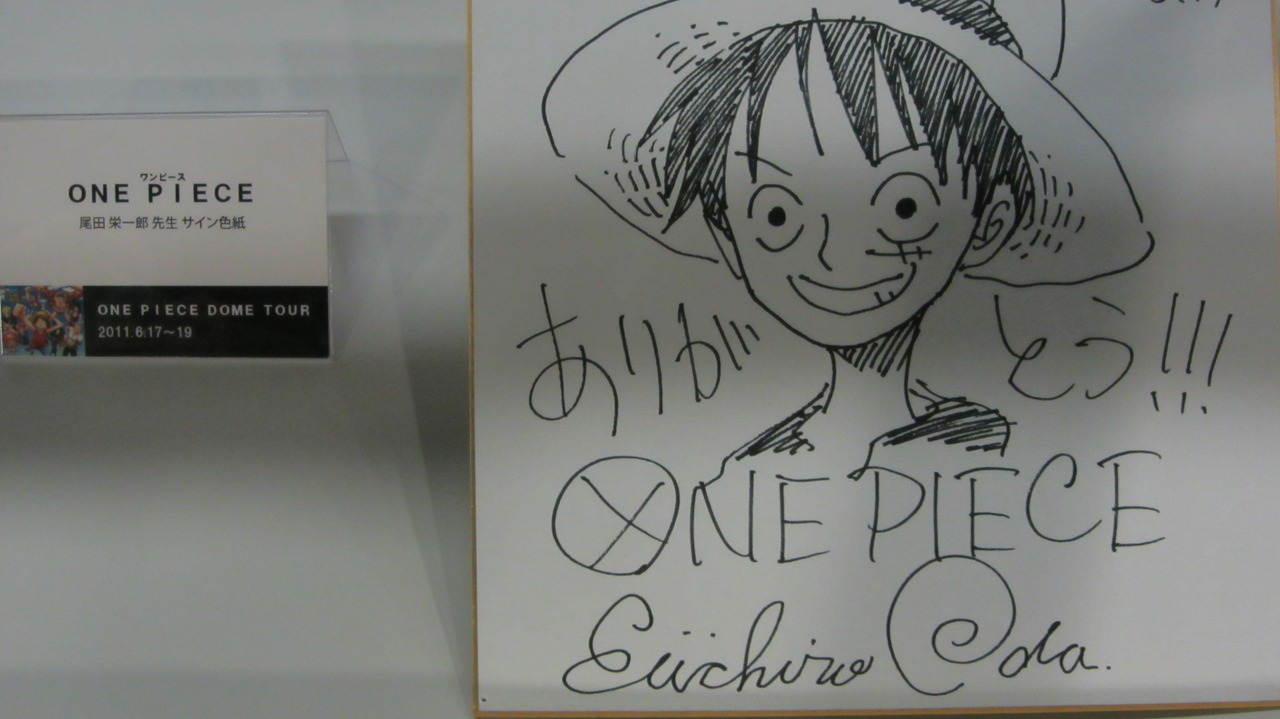 ワンピース
ONE PIECE
尾田 栄一郎 先生 サイン色紙
ONE PIECE DOME TOUR
2011.6.17〜19
ありがとう!!!
ONE PIECE
Eiichiro Oda.